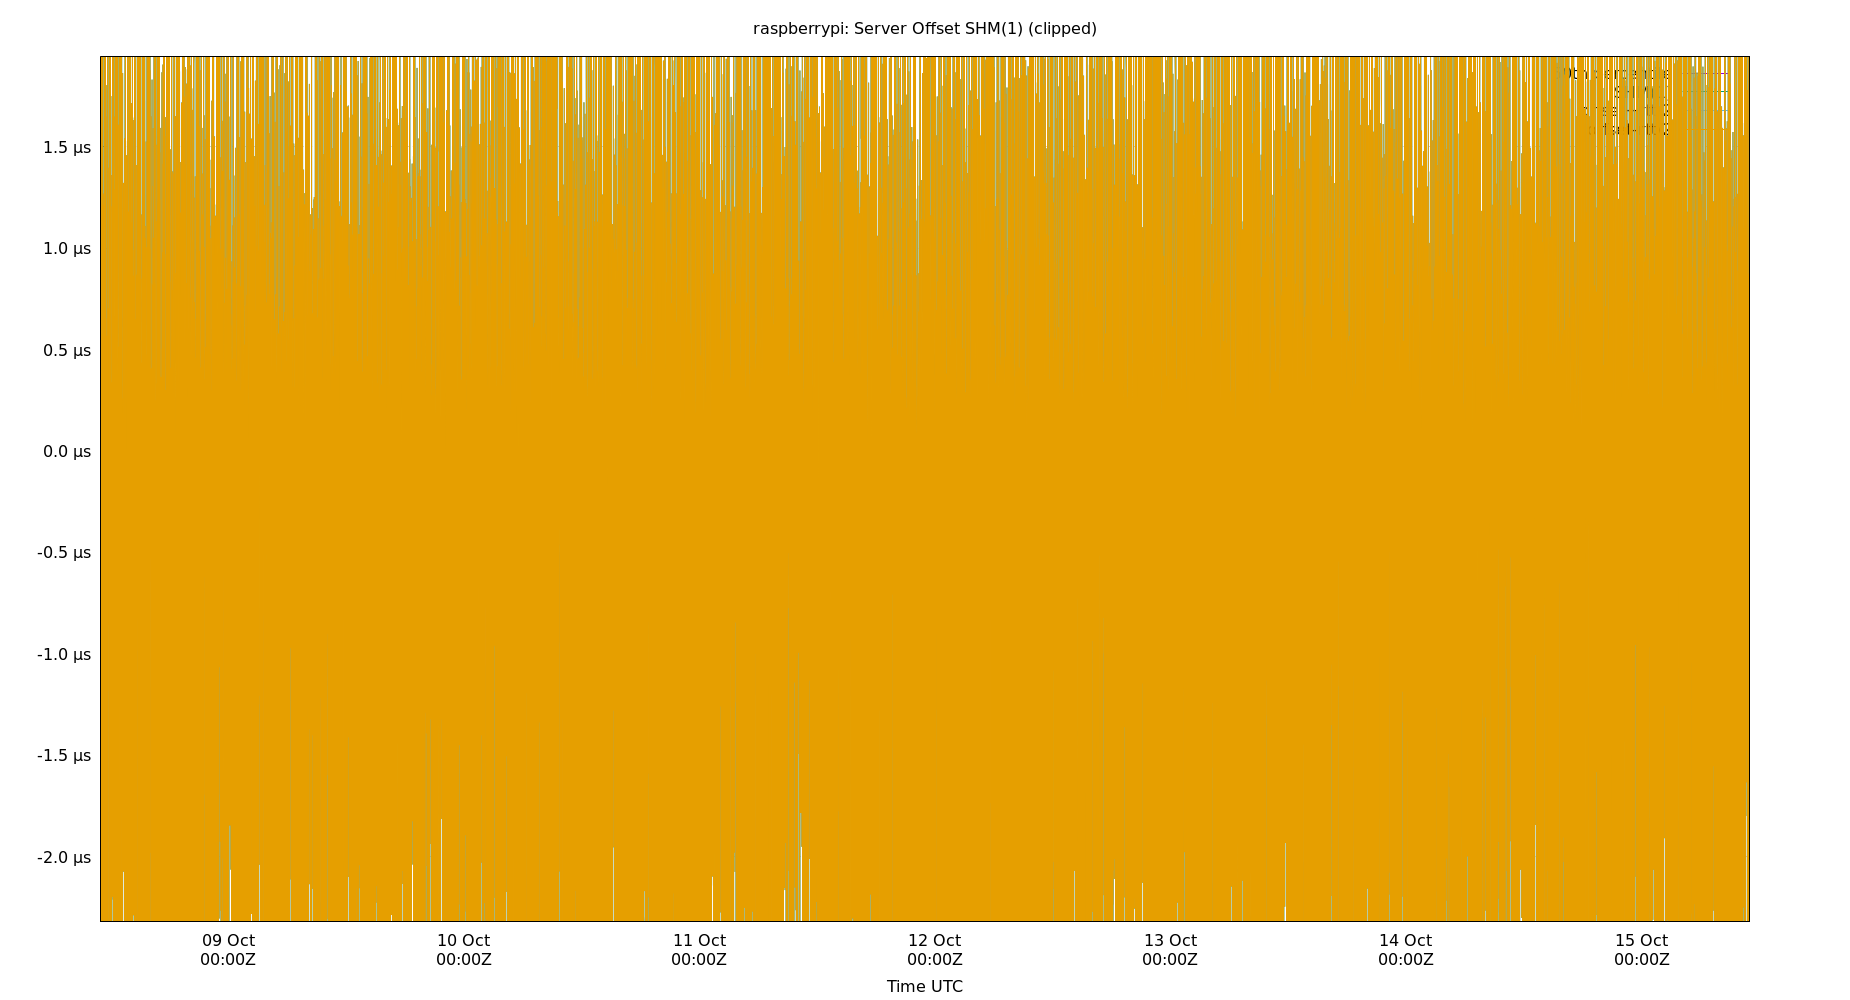 raspberrypi: Server Offset SHM(1) (clipped)
1.5 µs
1.0 µs
0.5 µs
0.0 µs
-0.5 µs
-1.0 µs
-1.5 µs
-2.0 µs
09 Oct 10 Oct 11 Oct 12 Oct 13 Oct 14 Oct 15 Oct
00:00Z 00:00Z 00:00Z 00:00Z 00:00Z 00:00Z 00:00Z
Time UTC